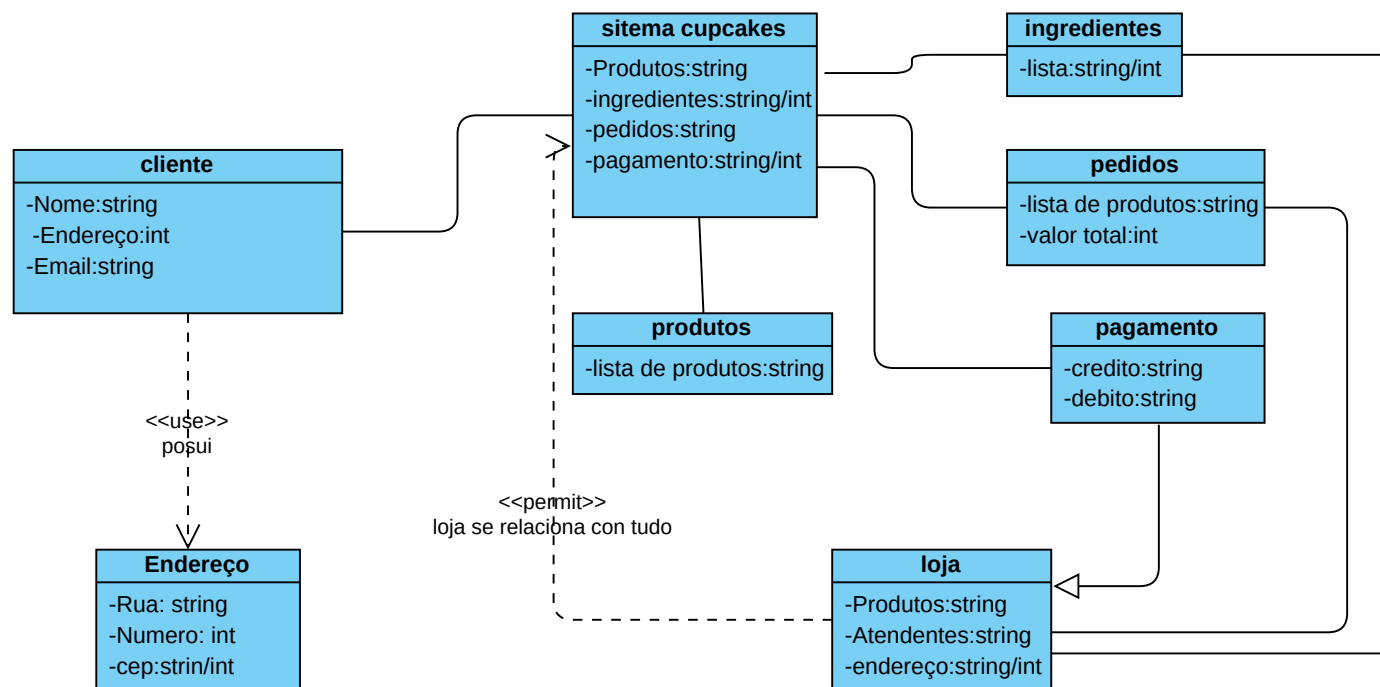 sitema cupcakes
-Produtos:string
-ingredientes:string/int
-pedidos:string
-pagamento:string/int
ingredientes
-lista:string/int
cliente
-Nome:string
-Endereço:int
-Email:string
pedidos
-lista de produtos:string
-valor total:int
produtos
-lista de produtos:string
pagamento
-credito:string
-debito:string
<<use>>
posui
<<permit>>
loja se relaciona con tudo
Endereço
-Rua: string
-Numero: int
-cep:strin/int
loja
-Produtos:string
-Atendentes:string
-endereço:string/int